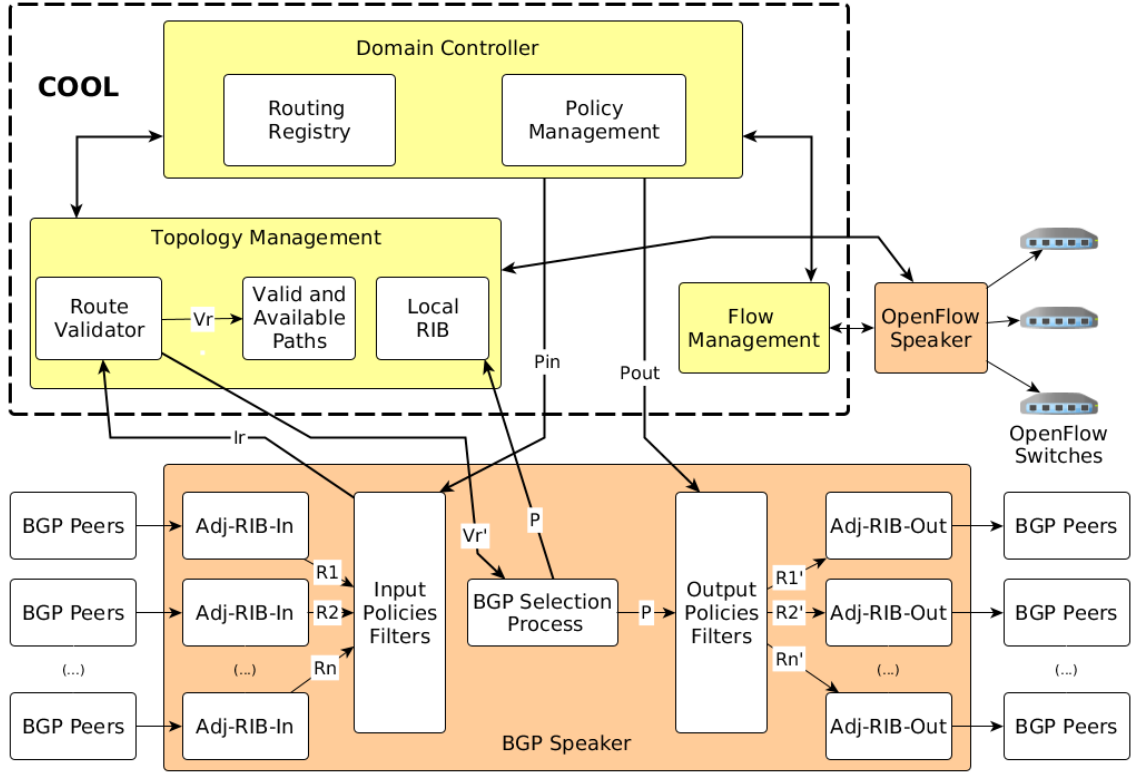 Domain Controller
COOL
Routing
Registry
Policy
Management
Topology Management
Route
Validator
Vr
Valid and
Available
Paths
Local
RIB
Flow
Management
OpenFlow
Speaker
Pin
Pout
OpenFlow
Switches
Ir
BGP Peers
Adj-RIB-In
R1
BGP Peers
Adj-RIB-In
R2
(...)
(...)
Rn
BGP Peers
Adj-RIB-In
Input
Policies
Filters
Vr'
P
BGP Selection
Process
P
Output
Policies
Filters
R1'
Adj-RIB-Out
BGP Peers
R2'
Adj-RIB-Out
BGP Peers
Rn'
(...)
(...)
Adj-RIB-Out
BGP Peers
BGP Speaker